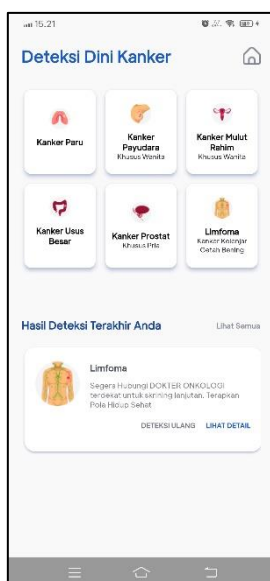 15.21
Deteksi Dini Kanker
Kanker Paru
Kanker
Payudara
Khusus Wanita
Kanker Mulut
Rahim
Khusus Wanita
Kanker Usus
Besar
Kanker Prostat
Khusus Pria
Limfoma
Kanker Kelenjar
Getah Bening
Hasil Deteksi Terakhir Anda
Lihat Semua
Limfoma
Segera Hubungi DOKTER ONKOLOGI
terdekat untuk skrining lanjutan. Terapkan
Pola Hidup Sehat
DETEKSI ULANG LIHAT DETAIL